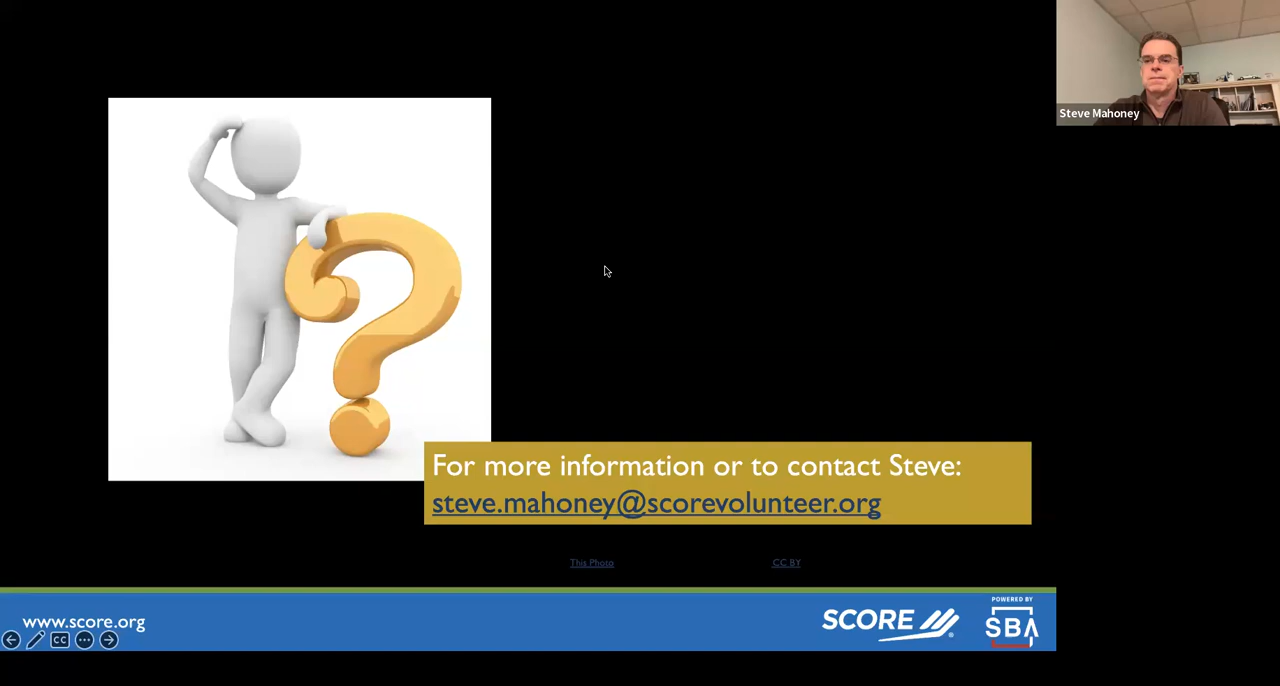 Steve Mahoney
For more information or to contact Steve:
steve.mahoney@scorevolunteer.org
This Photo
CC BY
www.score.org
CC
SCORE
POWERED BY
SBA